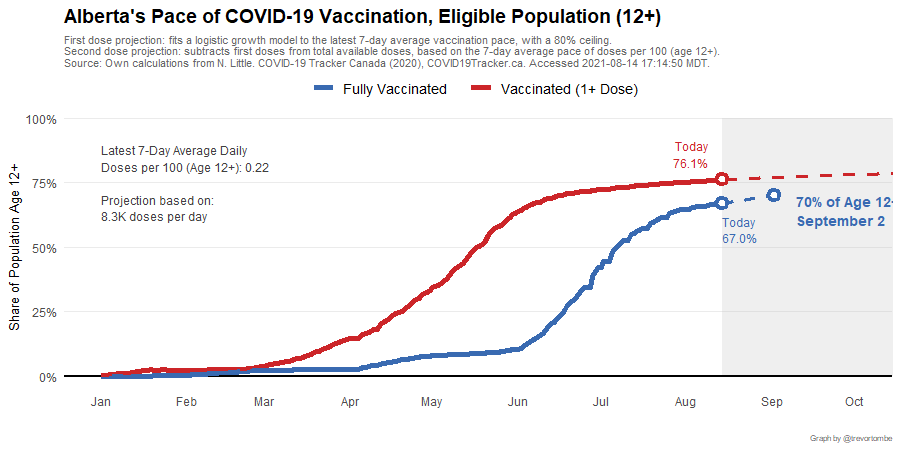 Alberta's Pace of COVID-19 Vaccination, Eligible Population (12+)
First dose projection: fits a logistic growth model to the latest 7-day average vaccination pace, with a 80% ceiling.
Second dose projection: subtracts first doses from total available doses, based on the 7-day average pace of doses per 100 (age 12+).
Source: Own calculations from N. Little. COVID-19 Tracker Canada (2020), COVID19Tracker.ca. Accessed 2021-08-14 17:14:50 MDT.
Fully Vaccinated
Vaccinated (1+ Dose)
100%
75%
50%
25%
0%
Share of Population Age 12+
Latest 7-Day Average Daily
Doses per 100 (Age 12+): 0.22
Projection based on:
8.3K doses per day
Today
76.1%
Today
67.0%
70% of Age 12+
September 2
Jan
Feb
Mar
Apr
May
Jun
Jul
Aug
Sep
Oct
Graph by @trevortombe